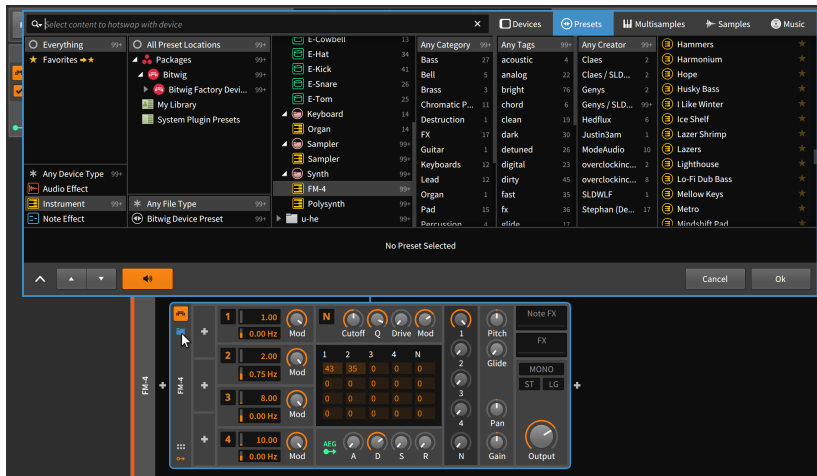 Select content to hotswap with device
Devices
Presets
Multisamples
Samples
Music
Everything 99+
Favorites
Any Device Type 99+
Audio Effect
Instrument 99+
Note Effect
All Preset Locations 99+
Packages 99+
Bitwig 99+
Bitwig Factory Devi... 99+
My Library
System Plugin Presets
Any File Type 99+
Bitwig Device Preset 99+
E-Cowbell 13
E-Hat 34
E-Kick 41
E-Snare 26
E-Tom 25
Keyboard 14
Organ 14
Sampler 99+
Sampler 99+
Synth 99+
FM-4 99+
Polysynth 99+
u-he 99+
Any Category 99+
Bass 27
Bell 5
Brass 3
Chromatic P... 11
Destruction 1
FX 17
Guitar 1
Keyboards 12
Lead 12
Organ 1
Pad 15
Percussion 4
Any Tags 99+
acoustic 4
analog 22
bright 76
chord 6
clean 19
dark 30
detuned 26
digital 23
dirty 45
fast 35
fx 36
glide 17
Any Creator 99+
Claes 2
Claes / SLD... 2
Genys 2
Genys / SLD... 99+
Hedflux 6
Justin3am 1
ModeAudio 10
overclockinc... 2
overclockinc... 8
SLDWLF 1
Stephan (De... 17
Hammers
Harmonium
Hope
Husky Bass
I Like Winter
Ice Shelf
Lazer Shrimp
Lazers
Lighthouse
Lo-Fi Dub Bass
Mellow Keys
Metro
Mindshift Pad
No Preset Selected
Cancel
Ok
FM-4
FM-4
1 1.00
0.00 Hz Mod
2 2.00
0.75 Hz Mod
3 8.00
0.00 Hz Mod
4 10.00
0.00 Hz Mod
N
Cutoff Q Drive Mod
1 2 3 4 N
43 35 0 0 0
0 0 0 0 0
0 0 0 0 0
0 0 0 0 0
AEG
A D S R
1
2
3
4
N
Pitch
Glide
Pan
Gain
Note FX
FX
MONO
ST LG
Output